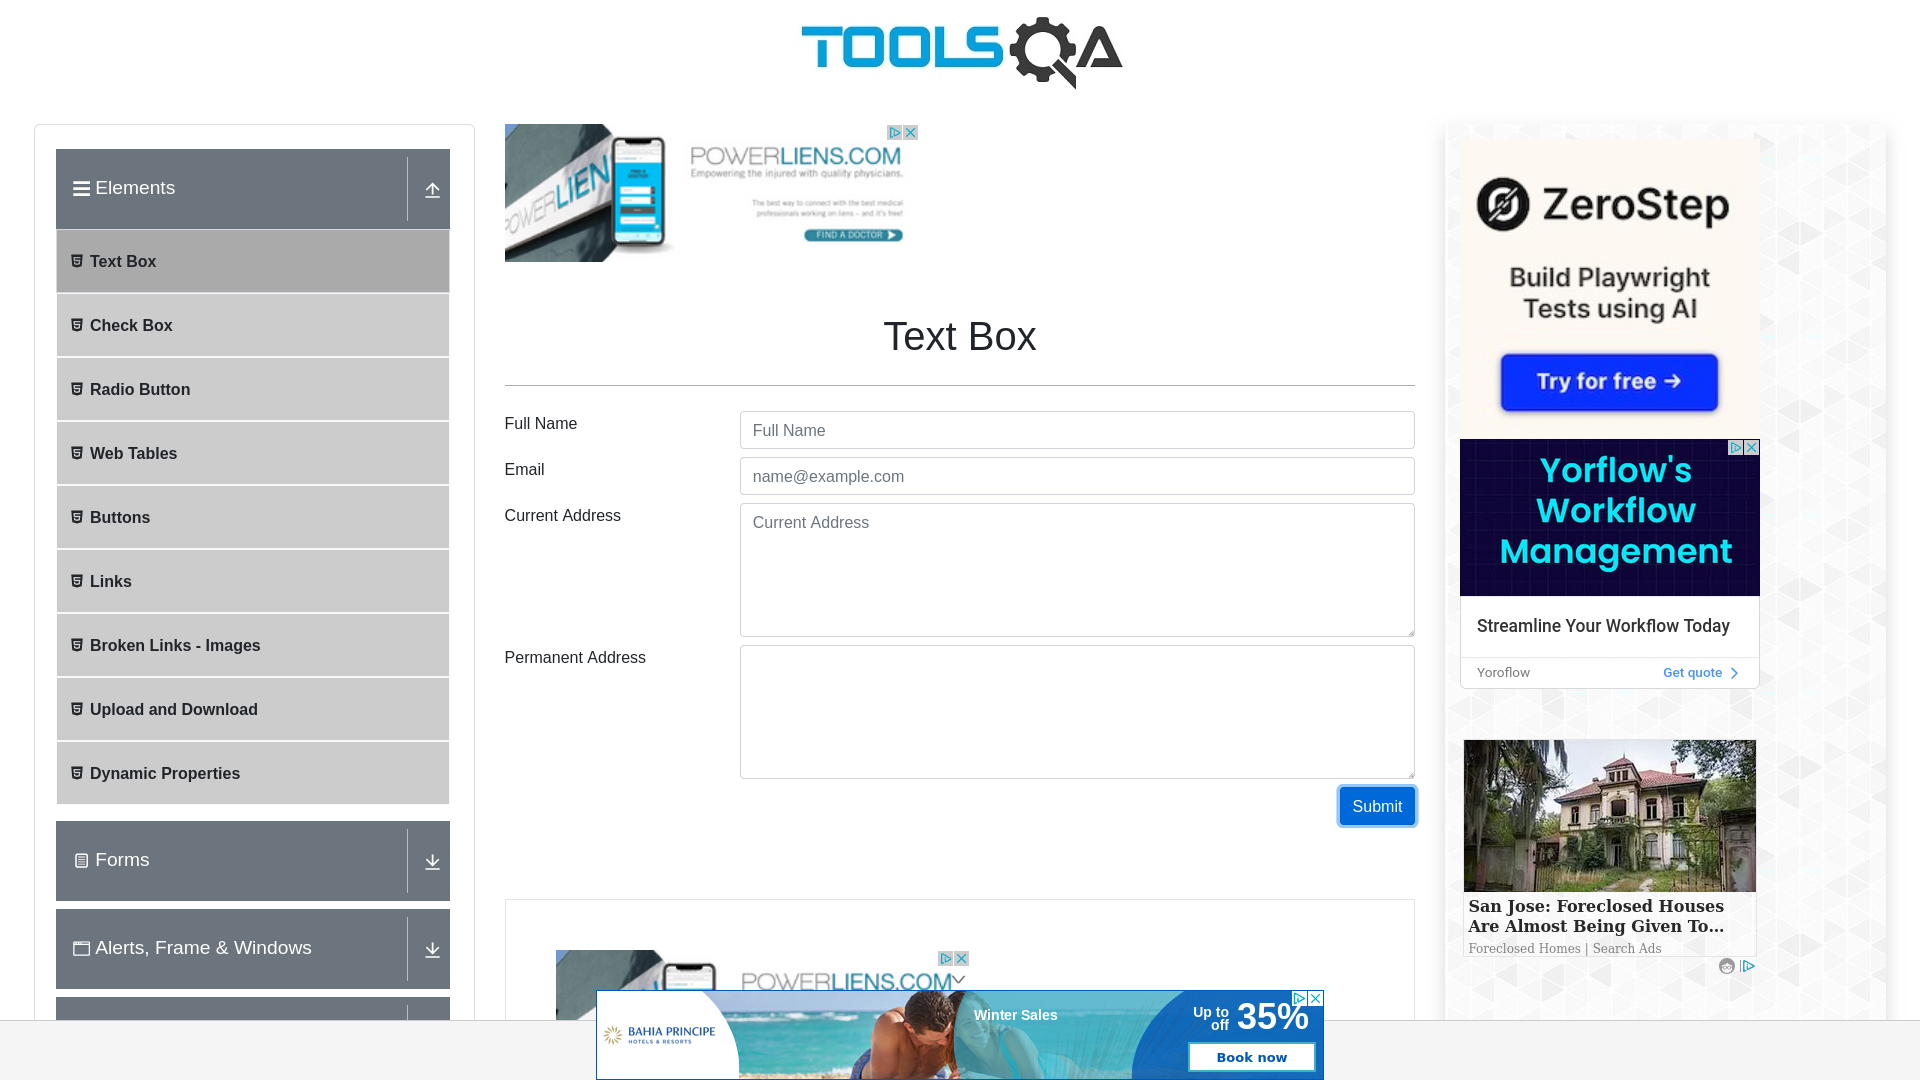 TOOLSQA
Elements
Text Box
Check Box
Radio Button
Web Tables
Buttons
Links
Broken Links - Images
Upload and Download
Dynamic Properties
Forms
Alerts, Frame & Windows
POWERLIEN
POWERLIENS.COM
Empowering the injured with quality physicians.
The best way to connect with the best medical
professionals working on liens – and it's free!
FIND A DOCTOR
Text Box
Full Name
Full Name
Email
name@example.com
Current Address
Current Address
Permanent Address
Submit
POWERLIENS.COM
BAHIA PRINCIPE
HOTELS & RESORTS
Winter Sales
Up to
off
35%
Book now
ZeroStep
Build Playwright
Tests using AI
Try for free →
Yorflow's
Workflow
Management
Streamline Your Workflow Today
Yoroflow
Get quote
San Jose: Foreclosed Houses
Are Almost Being Given To...
Foreclosed Homes | Search Ads